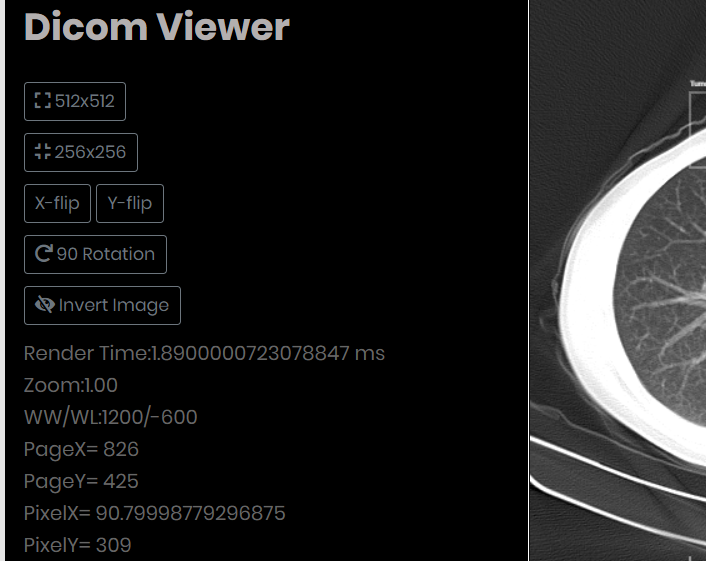 Dicom Viewer
512x512
256x256
X-flip Y-flip
90 Rotation
Invert Image
Render Time:1.8900000723078847 ms
Zoom:1.00
WW/WL:1200/-600
PageX= 826
PageY= 425
PixelX= 90.79998779296875
PixelY= 309